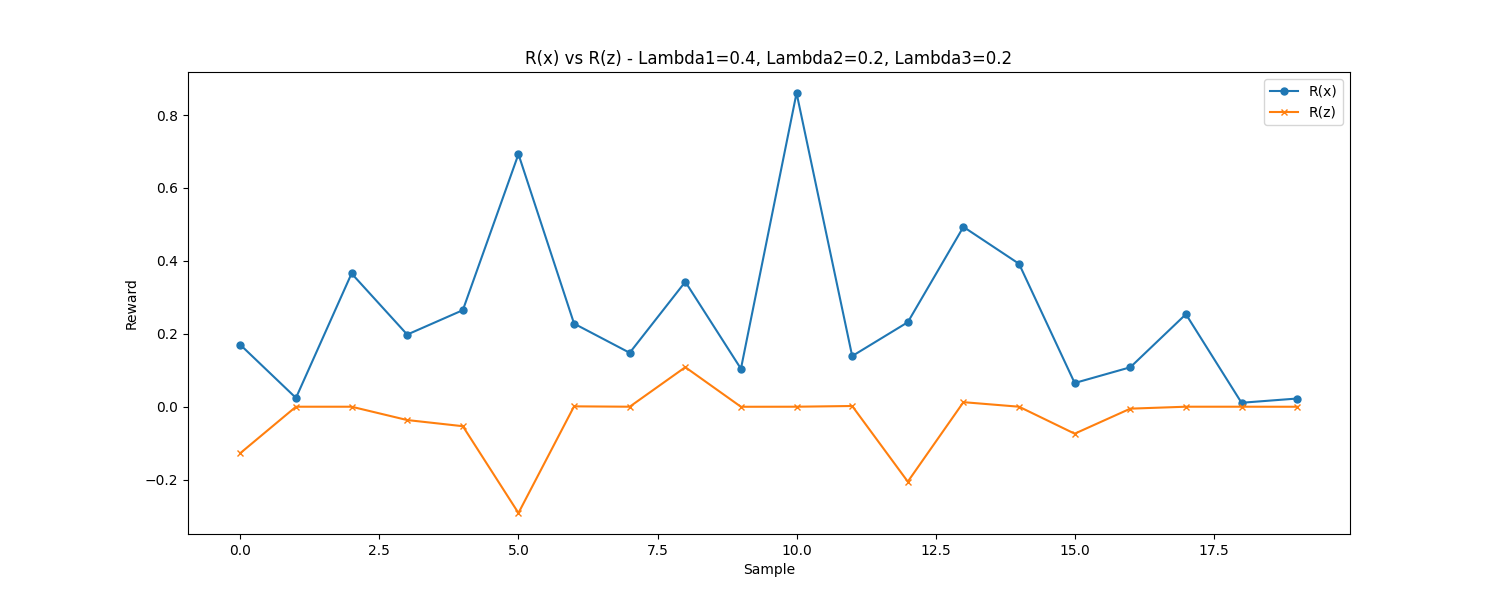 R(x) vs R(z) - Lambda1=0.4, Lambda2=0.2, Lambda3=0.2
R(x)
R(z)
0.8
0.6
0.4
0.2
0.0
−0.2
Reward
0.0 2.5 5.0 7.5 10.0 12.5 15.0 17.5
Sample